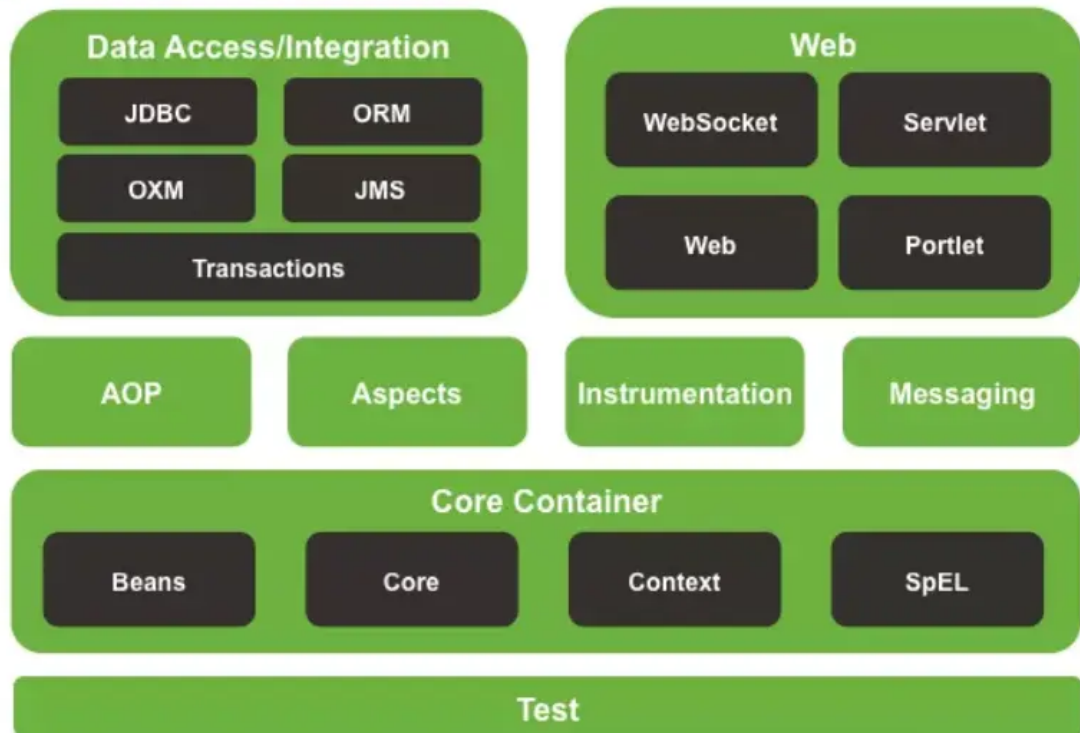 Data Access/Integration
JDBC
ORM
OXM
JMS
Transactions
Web
WebSocket
Servlet
Web
Portlet
AOP
Aspects
Instrumentation
Messaging
Core Container
Beans
Core
Context
SpEL
Test